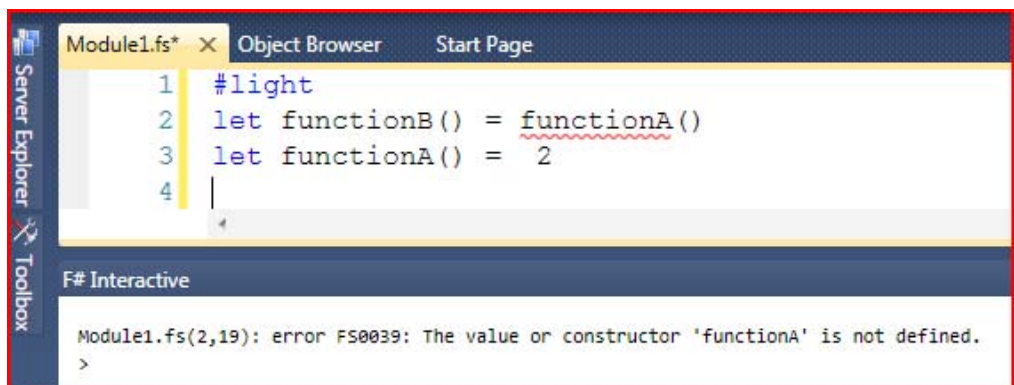 Server Explorer
Toolbox
Module1.fs* X Object Browser Start Page
1 #light
2 let functionB() = functionA()
3 let functionA() =  2
4
F# Interactive
Module1.fs(2,19): error FS0039: The value or constructor 'functionA' is not defined.
>